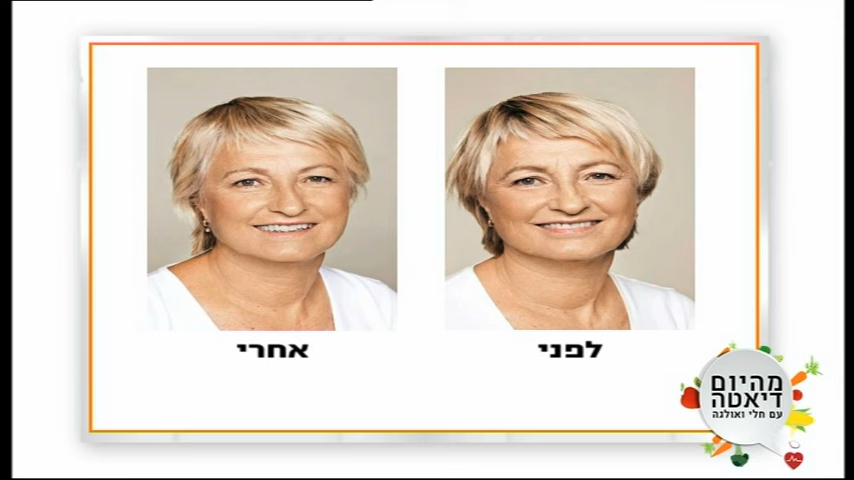 לפני
אחרי
מהיום
דיאטה
עם חלי ואולגה